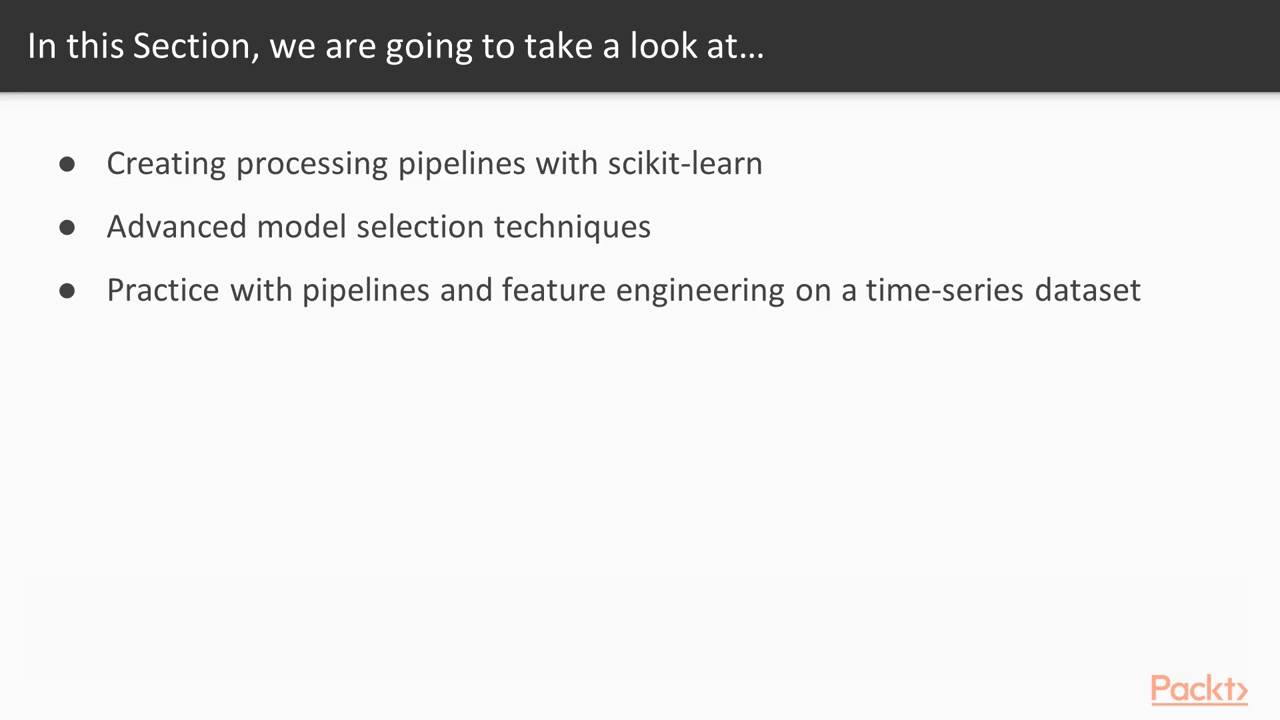 In this Section, we are going to take a look at...
● Creating processing pipelines with scikit-learn
● Advanced model selection techniques
● Practice with pipelines and feature engineering on a time-series dataset
Packt>